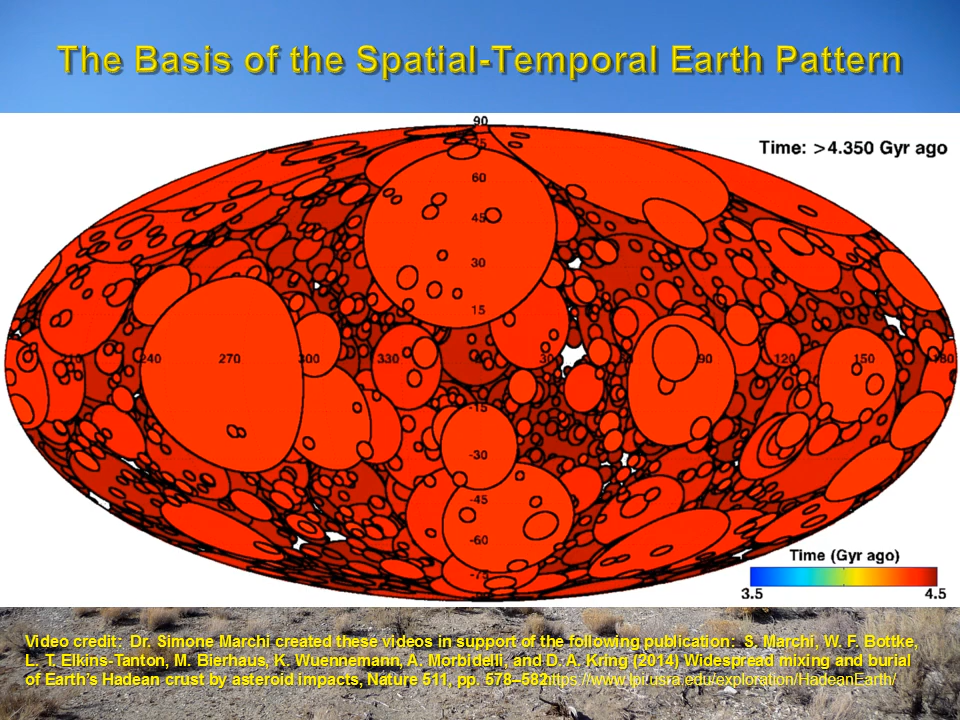 The Basis of the Spatial-Temporal Earth Pattern
90
Time: >4.350 Gyr ago
75
60
45
30
15
210 240 270 300 330 0 30 60 90 120 150 180
-15
-30
-45
-60
-75
Time (Gyr ago)
3.5 4.5
Video credit: Dr. Simone Marchi created these videos in support of the following publication: S. Marchi, W. F. Bottke,
L. T. Elkins-Tanton, M. Bierhaus, K. Wuennemann, A. Morbidelli, and D. A. Kring (2014) Widespread mixing and burial
of Earth's Hadean crust by asteroid impacts, Nature 511, pp. 578–582https://www.lpi.usra.edu/exploration/HadeanEarth/